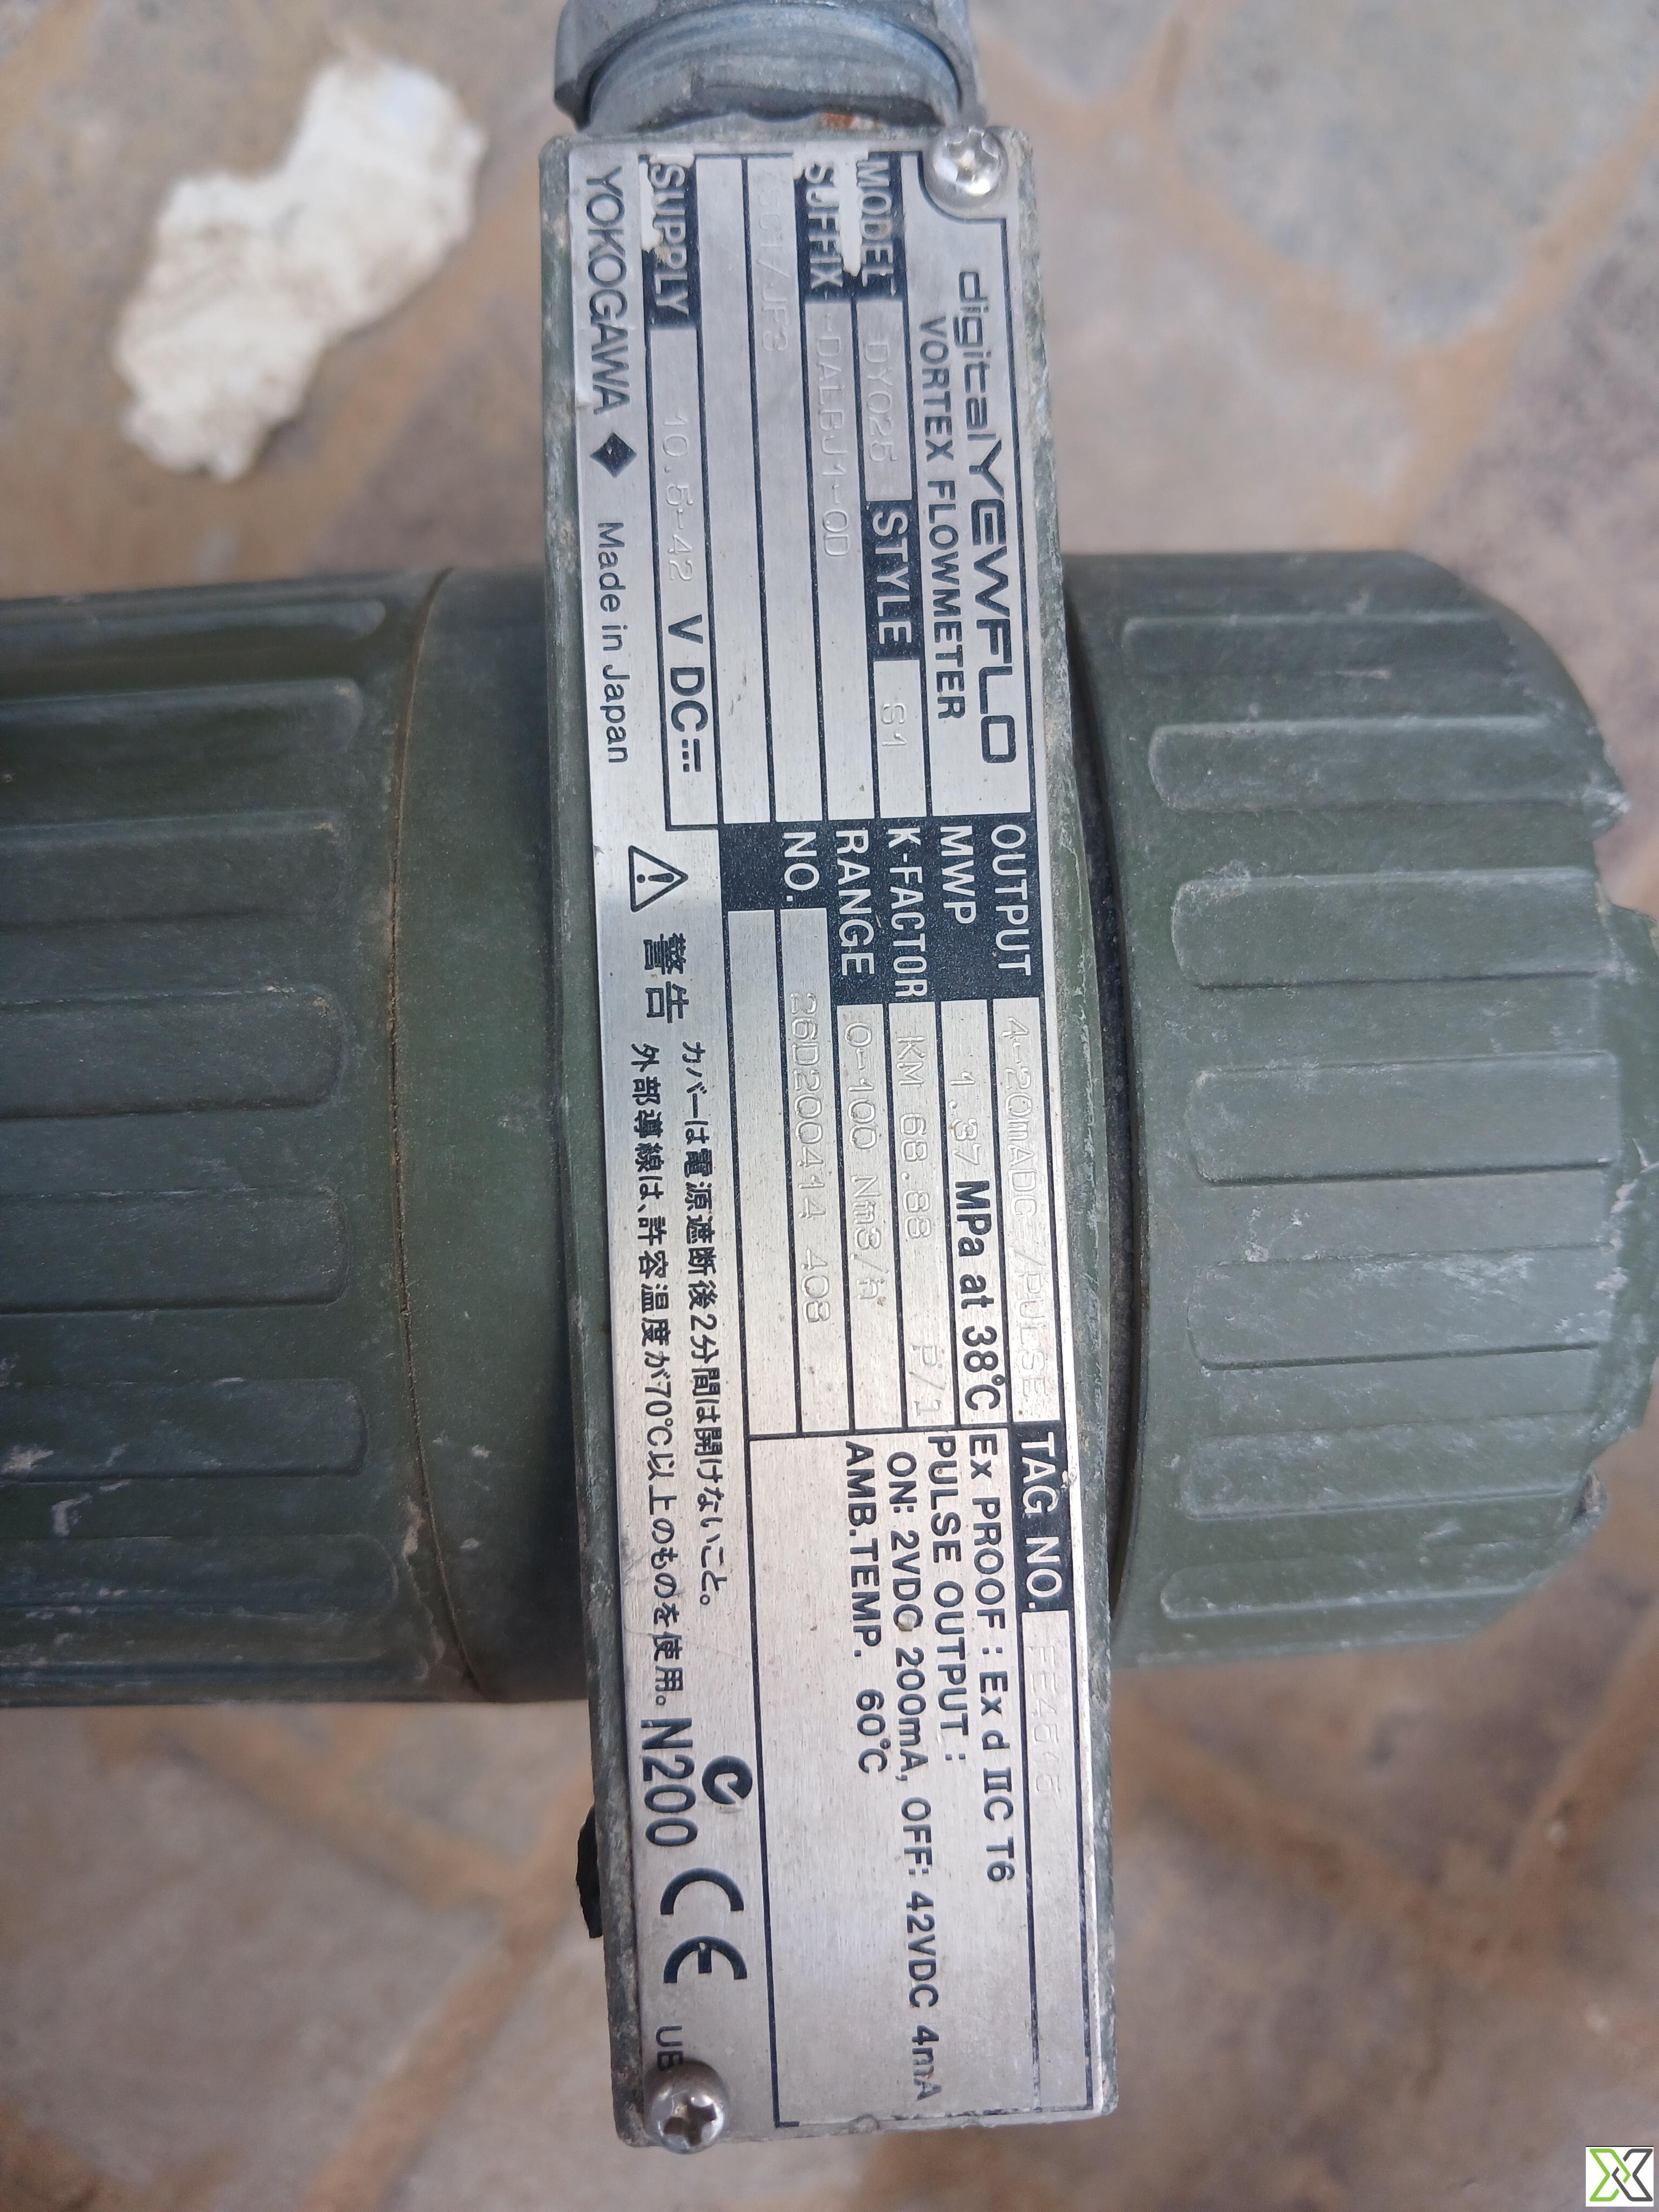 digitalYEWFLO
VORTEX FLOWMETER
MODEL DY025 STYLE S1
SUFFIX -DALBJ1-0D
/JF3
SUPPLY 10.5-42 V DC
YOKOGAWA Made in Japan
OUTPUT 4-20mADC /PULSE
MWP 1.37 MPa at 38°C
K-FACTOR KM 68.88 P/l
RANGE 0-100 Nm3/h
NO. 26D200414 408
TAG NO.
Ex PROOF : Ex d IIC T6
PULSE OUTPUT :
ON: 2VDC 200mA, OFF: 42VDC 4mA
AMB.TEMP. 60°C
警告 カバーは電源遮断後2分間は開けないこと。
外部導線は、許容温度が70°C以上のものを使用。
N200 CE